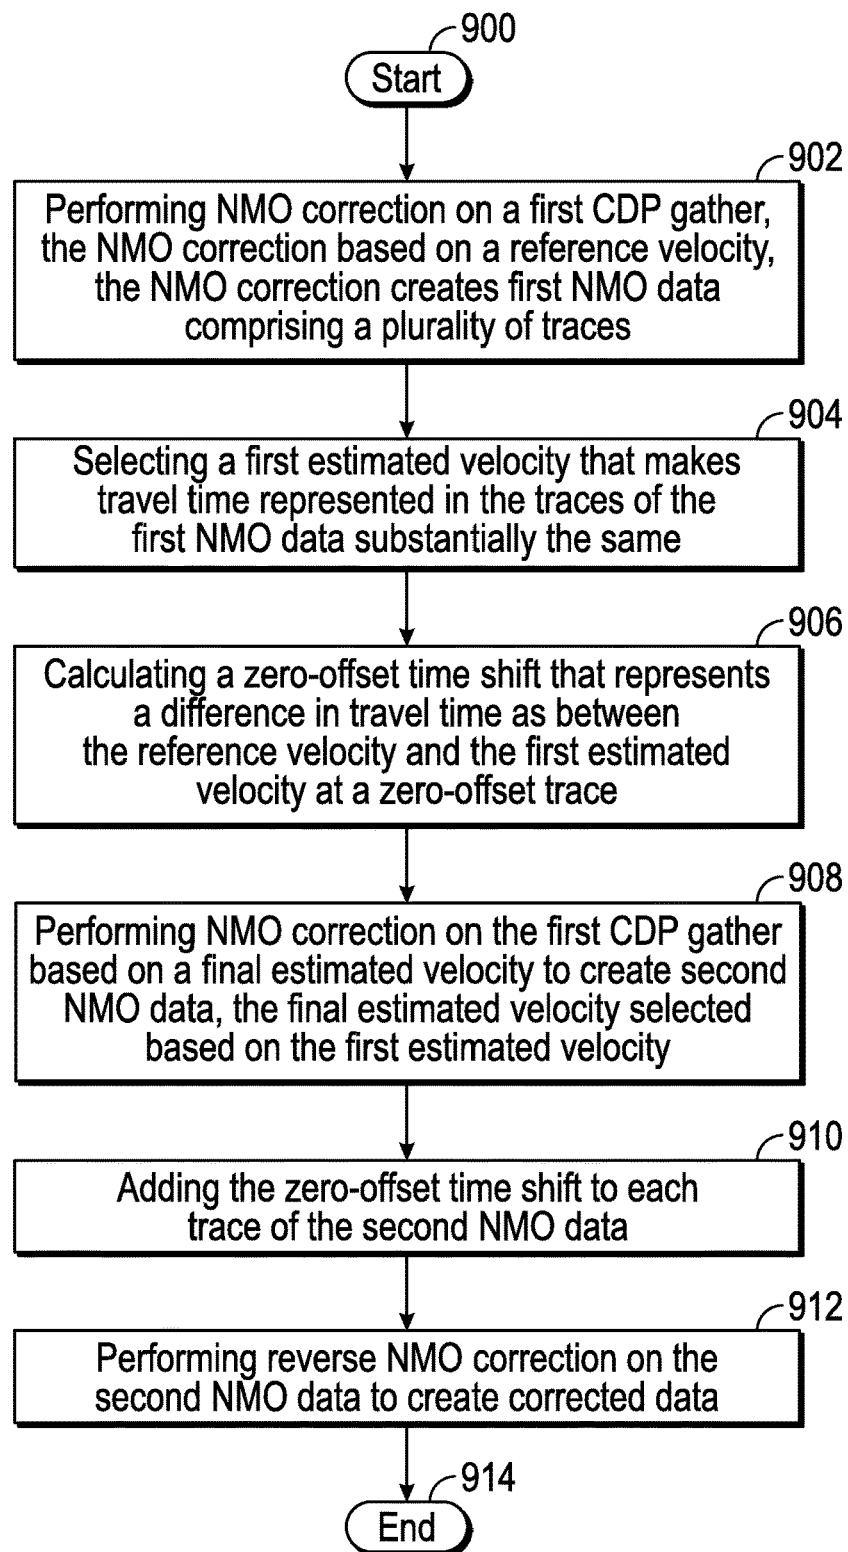 900
Start
902
Performing NMO correction on a first CDP gather,
the NMO correction based on a reference velocity,
the NMO correction creates first NMO data
comprising a plurality of traces
904
Selecting a first estimated velocity that makes
travel time represented in the traces of the
first NMO data substantially the same
906
Calculating a zero-offset time shift that represents
a difference in travel time as between
the reference velocity and the first estimated
velocity at a zero-offset trace
908
Performing NMO correction on the first CDP gather
based on a final estimated velocity to create second
NMO data, the final estimated velocity selected
based on the first estimated velocity
910
Adding the zero-offset time shift to each
trace of the second NMO data
912
Performing reverse NMO correction on the
second NMO data to create corrected data
914
End